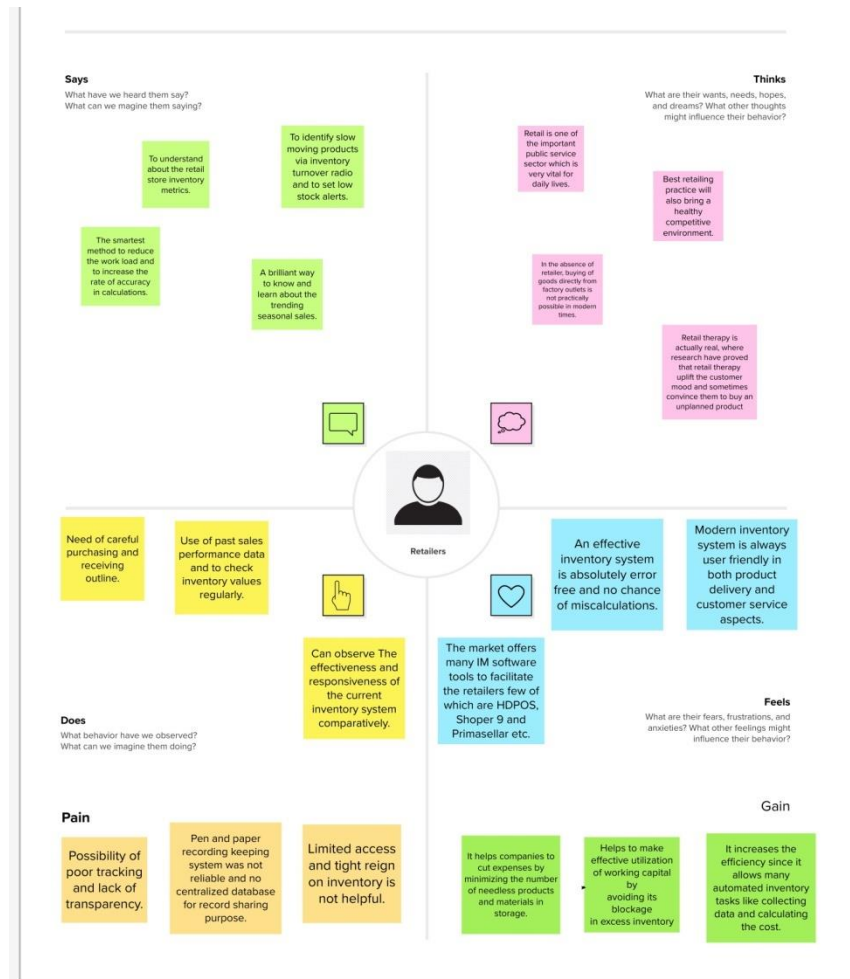 Says
What have we heard them say?
What can we magine them saying?
To understand
about the retail
store inventory
metrics.
To identify slow
moving products
via inventory
turnover radio
and to set low
stock alerts.
The smartest
method to reduce
the work load and
to increase the
rate of accuracy
in calculations.
A brilliant way
to know and
learn about the
trending
seasonal sales.
Thinks
What are their wants, needs, hopes,
and dreams? What other thoughts
might influence their behavior?
Retail is one of
the important
public service
sector which is
very vital for
daily lives.
Best retailing
practice will
also bring a
healthy
competitive
environment.
In the absence of
retailer, buying of
goods directly from
factory outlets is
not practically
possible in modern
times.
Retail therapy is
actually real, where
research have proved
that retail therapy
uplift the customer
mood and sometimes
convince them to buy an
unplanned product
Retailers
Need of careful
purchasing and
receiving
outline.
Use of past sales
performance data
and to check
inventory values
regularly.
Can observe The
effectiveness and
responsiveness of
the current
inventory system
comparatively.
Does
What behavior have we observed?
What can we imagine them doing?
An effective
inventory system
is absolutely error
free and no chance
of miscalculations.
Modern inventory
system is always
user friendly in
both product
delivery and
customer service
aspects.
The market offers
many IM software
tools to facilitate
the retailers few of
which are HDPOS,
Shoper 9 and
Primasellar etc.
Feels
What are their fears, frustrations, and
anxieties? What other feelings might
influence their behavior?
Pain
Possibility of
poor tracking
and lack of
transparency.
Pen and paper
recording keeping
system was not
reliable and no
centralized database
for record sharing
purpose.
Limited access
and tight reign
on inventory is
not helpful.
Gain
It helps companies to
cut expenses by
minimizing the number
of needless products
and materials in
storage.
Helps to make
effective utilization
of working capital
by
avoiding its
blockage
in excess inventory
It increases the
efficiency since it
allows many
automated inventory
tasks like collecting
data and calculating
the cost.